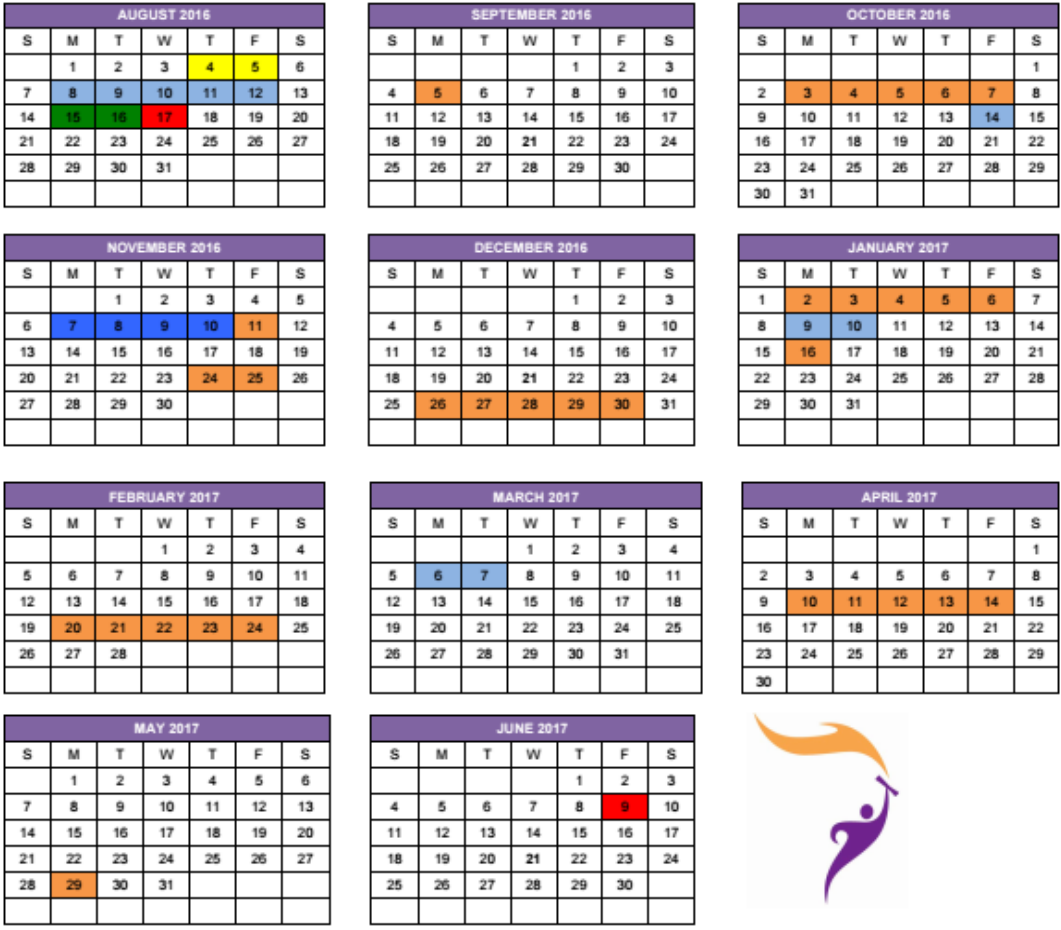 AUGUST 2016
S M T W T F S
1 2 3 4 5 6
7 8 9 10 11 12 13
14 15 16 17 18 19 20
21 22 23 24 25 26 27
28 29 30 31
SEPTEMBER 2016
S M T W T F S
1 2 3
4 5 6 7 8 9 10
11 12 13 14 15 16 17
18 19 20 21 22 23 24
25 26 27 28 29 30
OCTOBER 2016
S M T W T F S
1
2 3 4 5 6 7 8
9 10 11 12 13 14 15
16 17 18 19 20 21 22
23 24 25 26 27 28 29
30 31
NOVEMBER 2016
S M T W T F S
1 2 3 4 5
6 7 8 9 10 11 12
13 14 15 16 17 18 19
20 21 22 23 24 25 26
27 28 29 30
DECEMBER 2016
S M T W T F S
1 2 3
4 5 6 7 8 9 10
11 12 13 14 15 16 17
18 19 20 21 22 23 24
25 26 27 28 29 30 31
JANUARY 2017
S M T W T F S
1 2 3 4 5 6 7
8 9 10 11 12 13 14
15 16 17 18 19 20 21
22 23 24 25 26 27 28
29 30 31
FEBRUARY 2017
S M T W T F S
1 2 3 4
5 6 7 8 9 10 11
12 13 14 15 16 17 18
19 20 21 22 23 24 25
26 27 28
MARCH 2017
S M T W T F S
1 2 3 4
5 6 7 8 9 10 11
12 13 14 15 16 17 18
19 20 21 22 23 24 25
26 27 28 29 30 31
APRIL 2017
S M T W T F S
1
2 3 4 5 6 7 8
9 10 11 12 13 14 15
16 17 18 19 20 21 22
23 24 25 26 27 28 29
30
MAY 2017
S M T W T F S
1 2 3 4 5 6
7 8 9 10 11 12 13
14 15 16 17 18 19 20
21 22 23 24 25 26 27
28 29 30 31
JUNE 2017
S M T W T F S
1 2 3
4 5 6 7 8 9 10
11 12 13 14 15 16 17
18 19 20 21 22 23 24
25 26 27 28 29 30